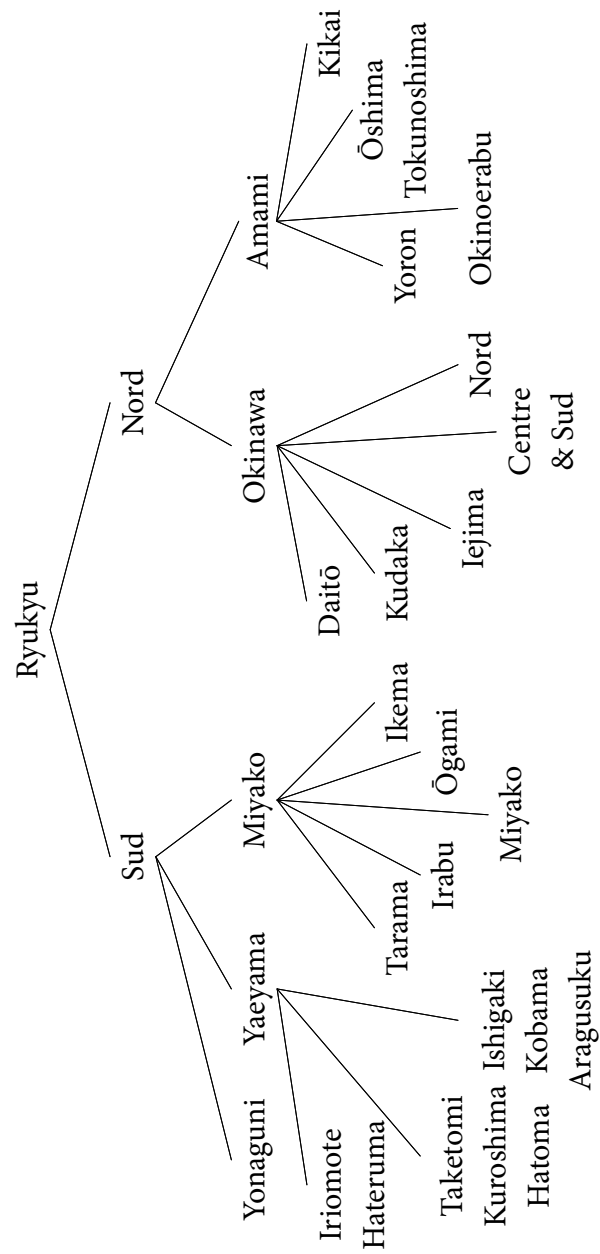 Ryukyu
Sud
Nord
Yonaguni
Yaeyama
Miyako
Okinawa
Amami
Iriomote
Hateruma
Taketomi
Kuroshima
Hatoma
Ishigaki
Kobama
Aragusuku
Tarama
Irabu
Miyako
Ōgami
Ikema
Daitō
Kudaka
Iejima
Centre
& Sud
Nord
Yoron
Okinoerabu
Ōshima
Tokunoshima
Kikai